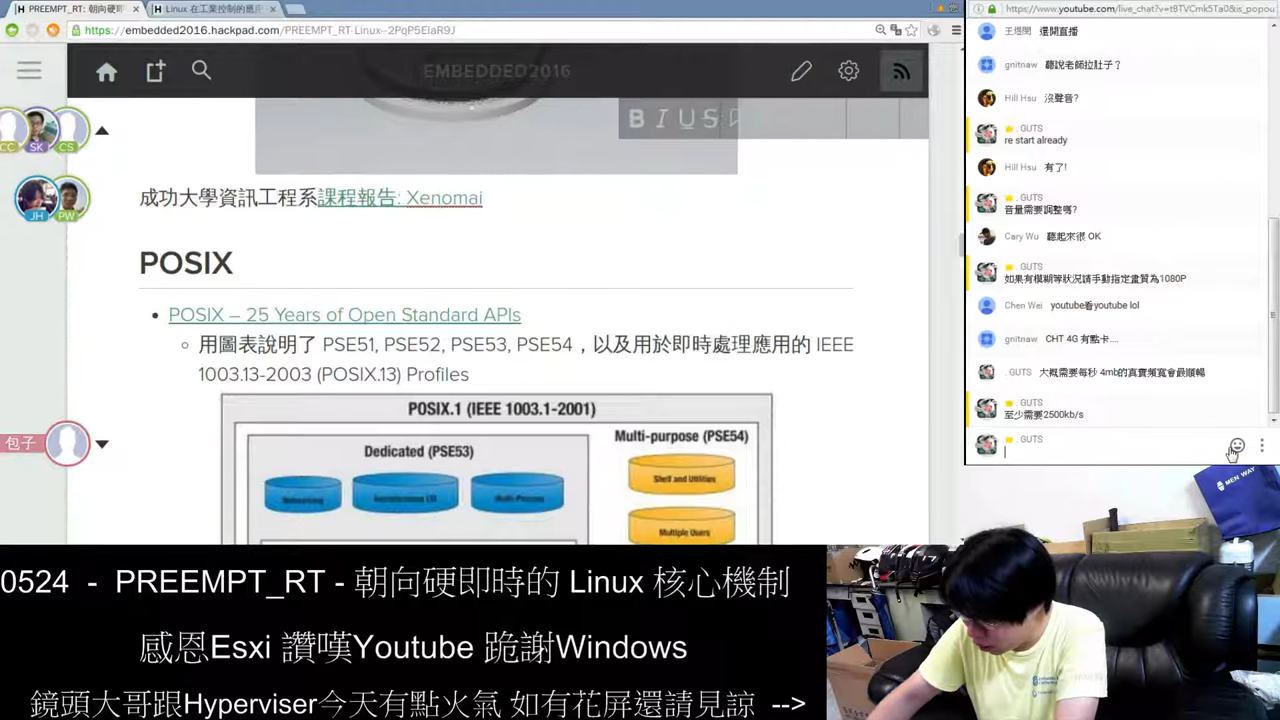 PREEMPT_RT: 朝向硬即
Linux 在工業控制的應
https://embedded2016.hackpad.com/PREEMPT_RT-Linux--2PqP5ElaR9J
EMBEDDED2016
B I U S
CC SK CS
JH PW
成功大學資訊工程系課程報告: Xenomai
POSIX
POSIX – 25 Years of Open Standard APIs
用圖表說明了 PSE51, PSE52, PSE53, PSE54，以及用於即時處理應用的 IEEE
1003.13-2003 (POSIX.13) Profiles
POSIX.1 (IEEE 1003.1-2001)
Dedicated (PSE53)
Multi-purpose (PSE54)
Networking
Asynchronous I/O
Multi-Process
Shell and Utilities
Multiple Users
包子
https://www.youtube.com/live_chat?v=t8TVCmk5Ta0&is_popou
王煜閔 還開直播
gnitnaw 聽說老師拉肚子？
Hill Hsu 沒聲音?
. GUTS
re start already
Hill Hsu 有了!
. GUTS
音量需要調整嗎?
Cary Wu 聽起來很 OK
. GUTS
如果有模糊等狀況請手動指定畫質為1080P
Chen Wei youtube看youtube lol
gnitnaw CHT 4G 有點卡....
. GUTS 大概需要每秒 4mb的真實頻寬會最順暢
. GUTS
至少需要2500kb/s
. GUTS
MEN WAY
0524 - PREEMPT_RT - 朝向硬即時的 Linux 核心機制
感恩Esxi 讚嘆Youtube 跪謝Windows
鏡頭大哥跟Hyperviser今天有點火氣 如有花屏還請見諒 -->